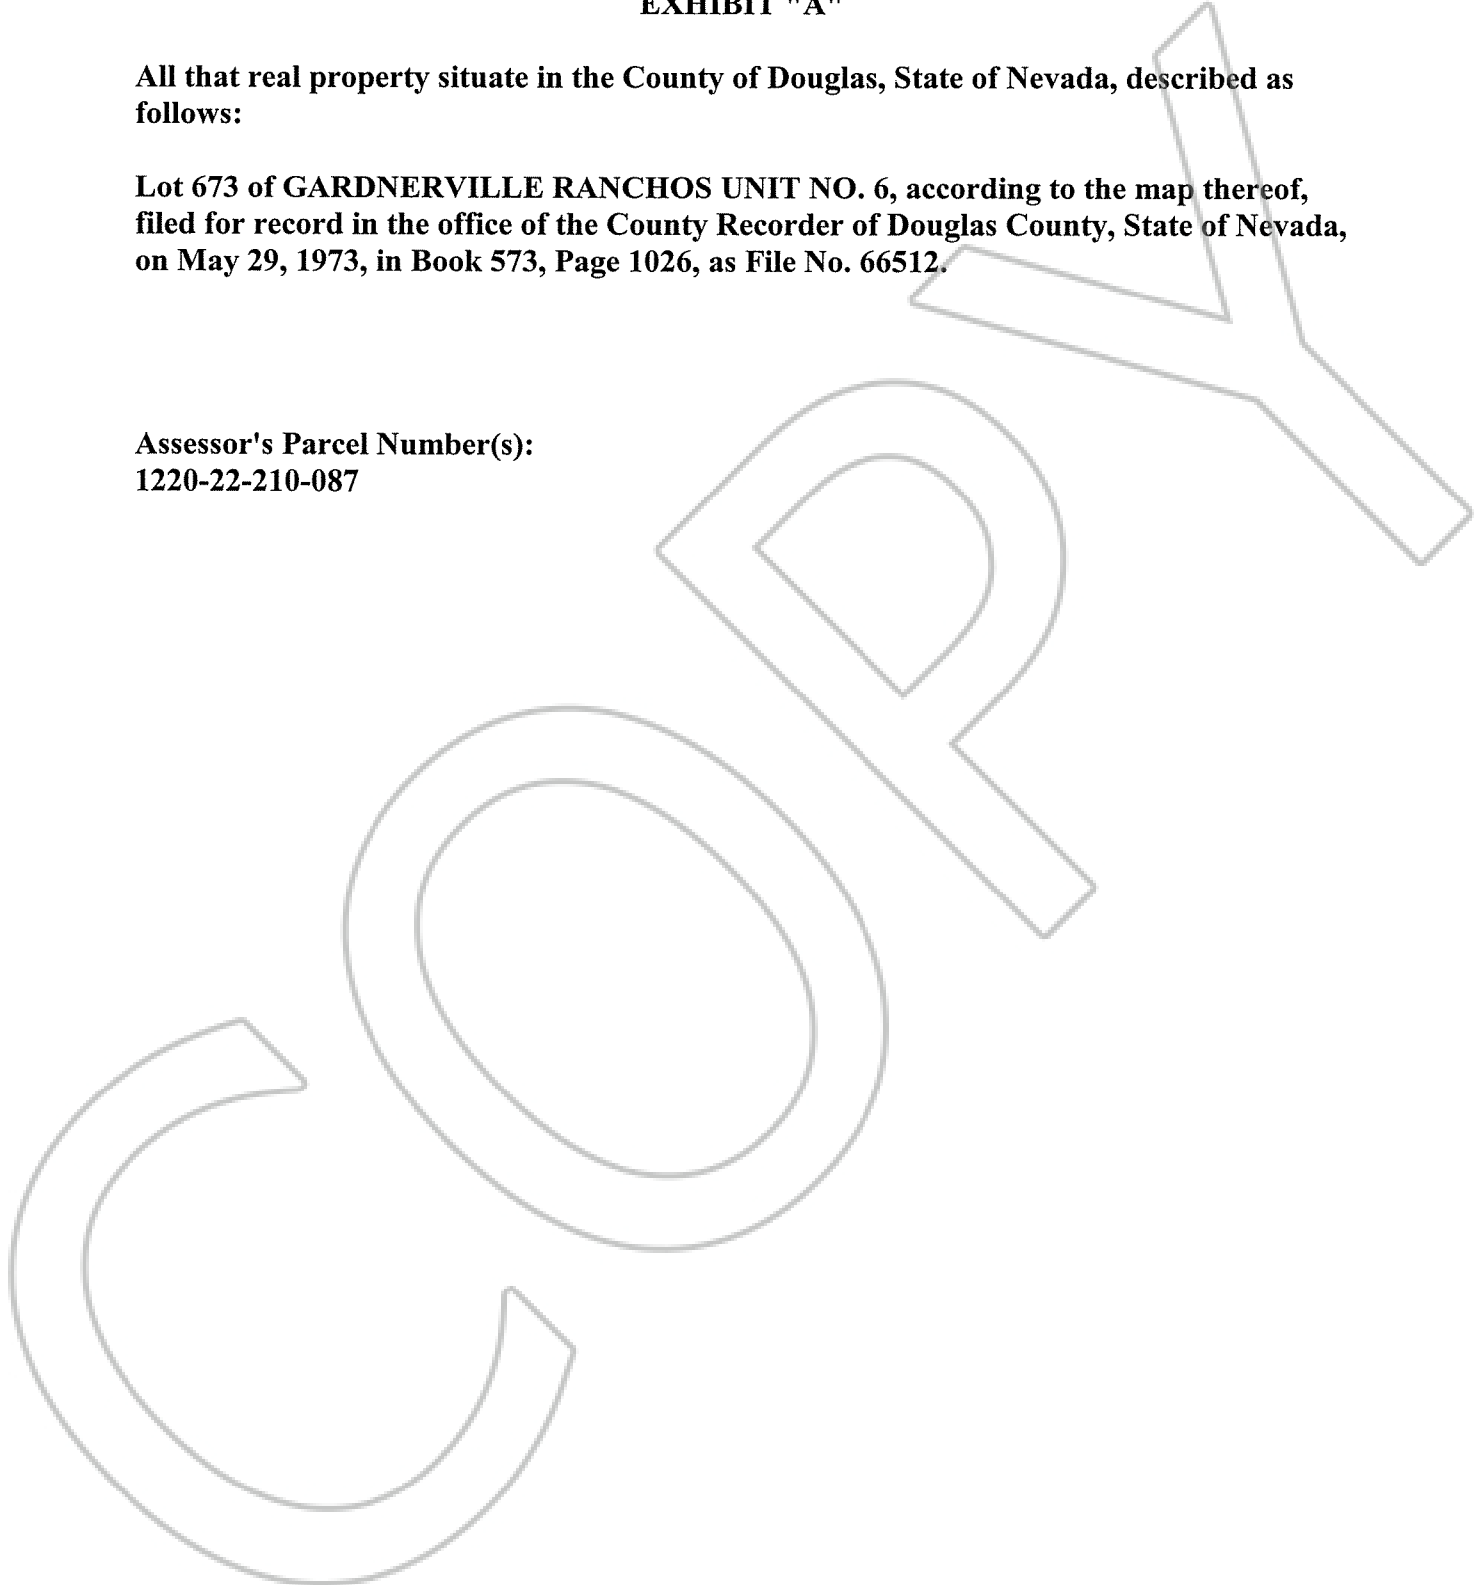 EXHIBIT "A"
All that real property situate in the County of Douglas, State of Nevada, described as
follows:
Lot 673 of GARDNERVILLE RANCHOS UNIT NO. 6, according to the map thereof,
filed for record in the office of the County Recorder of Douglas County, State of Nevada,
on May 29, 1973, in Book 573, Page 1026, as File No. 66512.
Assessor's Parcel Number(s):
1220-22-210-087
COPY